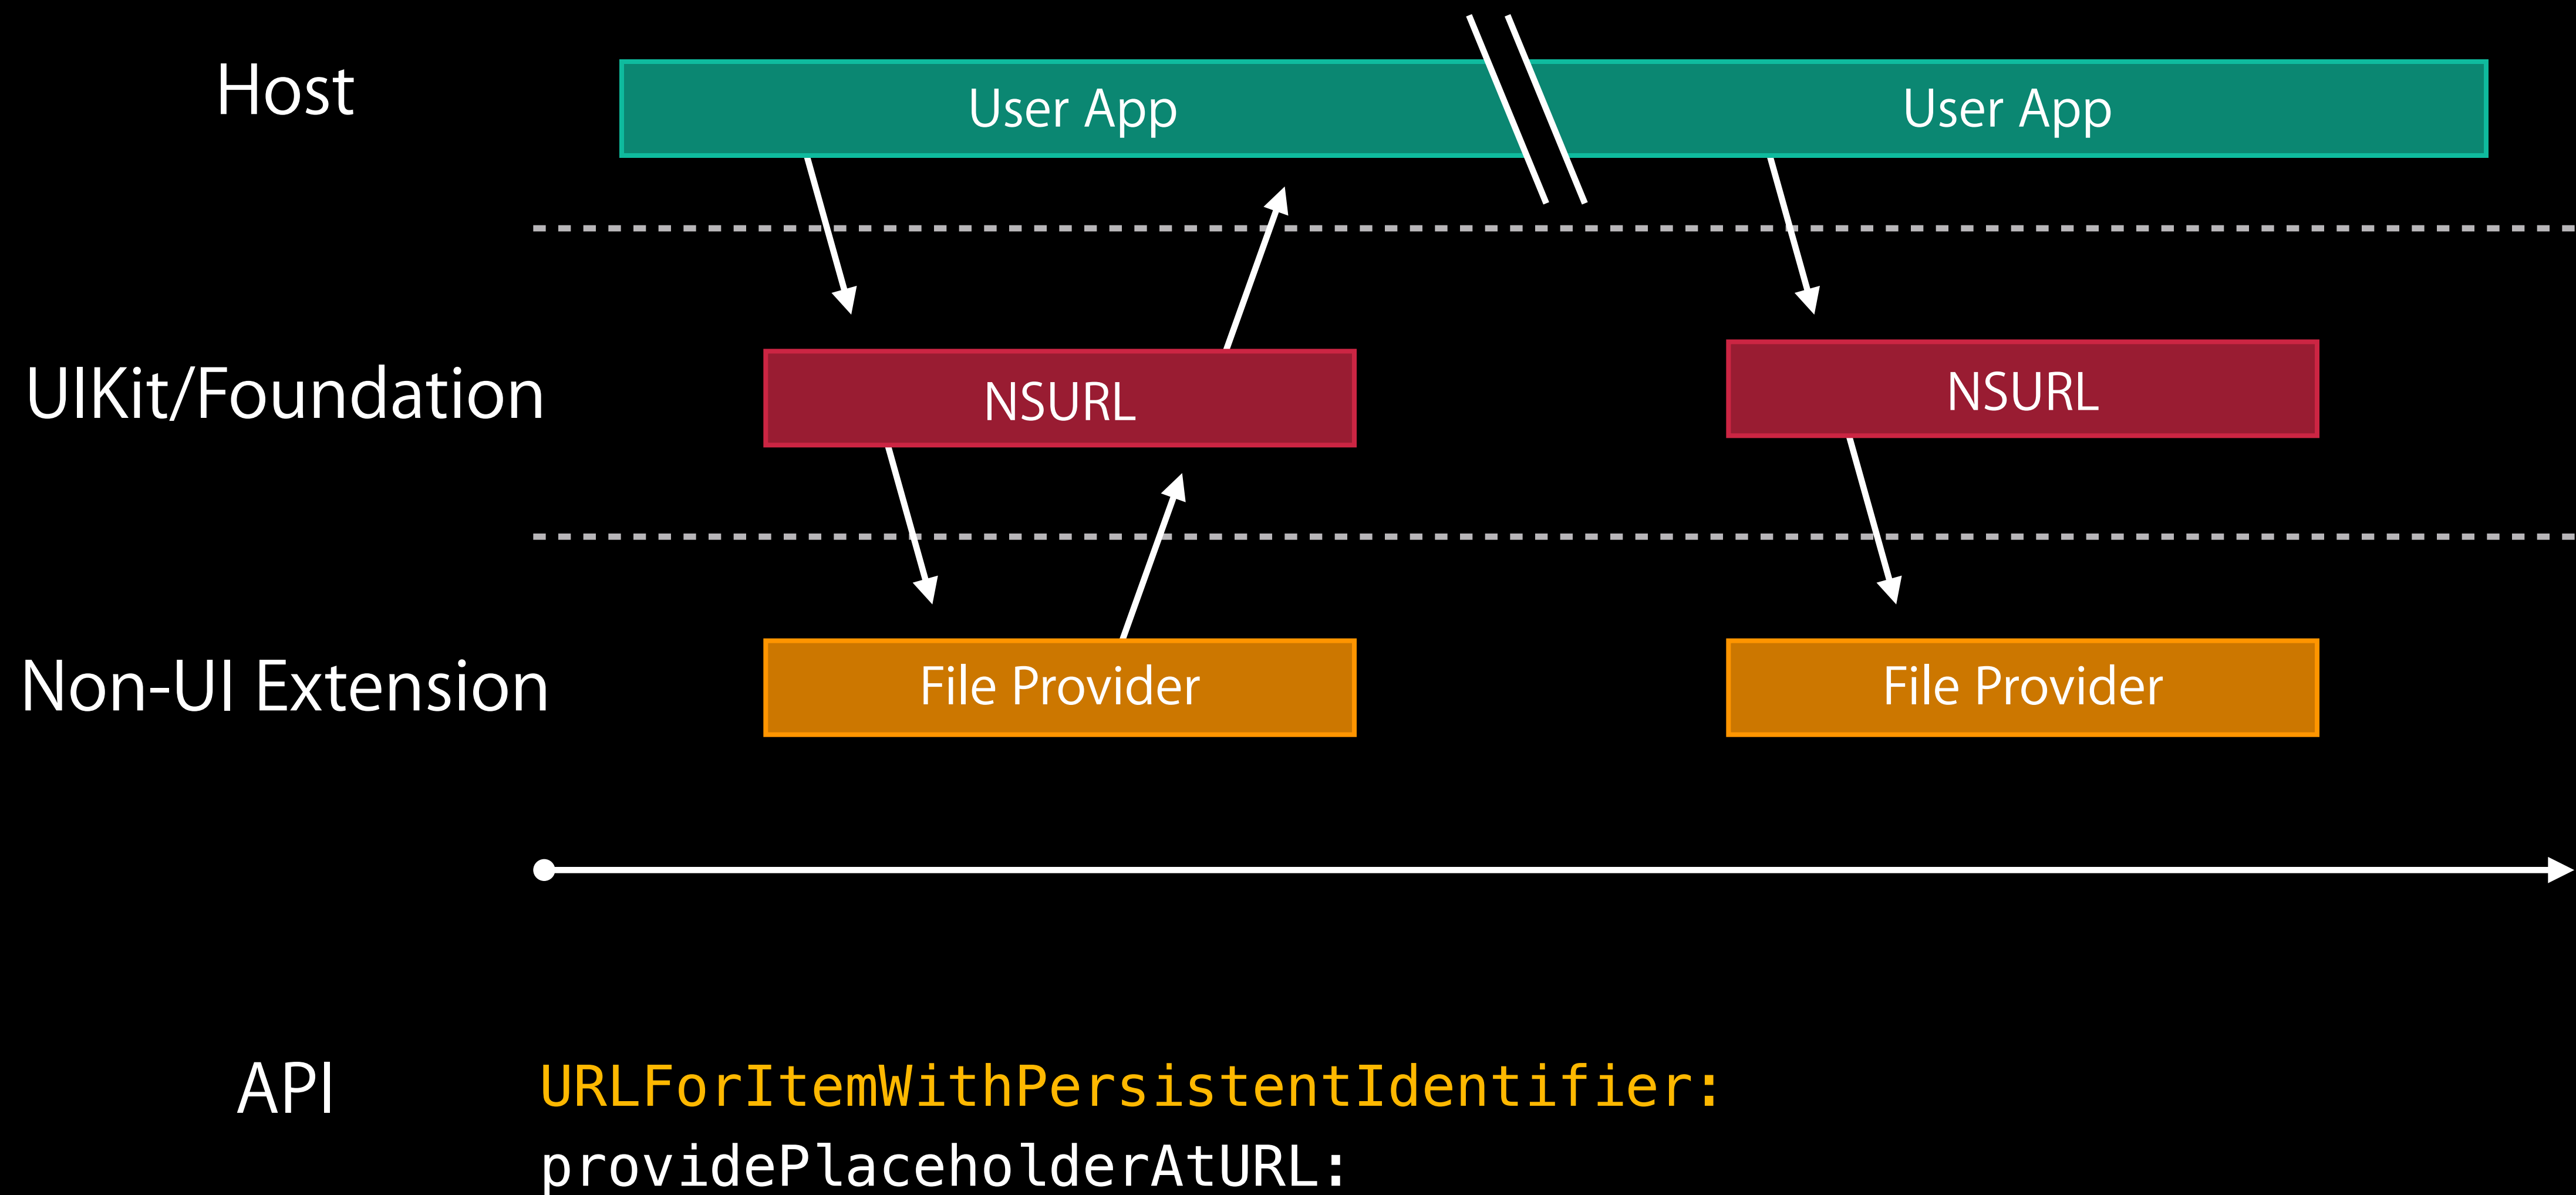 Host
User App
User App
UIKit/Foundation
NSURL
NSURL
Non-UI Extension
File Provider
File Provider
API
URLForItemWithPersistentIdentifier:
providePlaceholderAtURL: